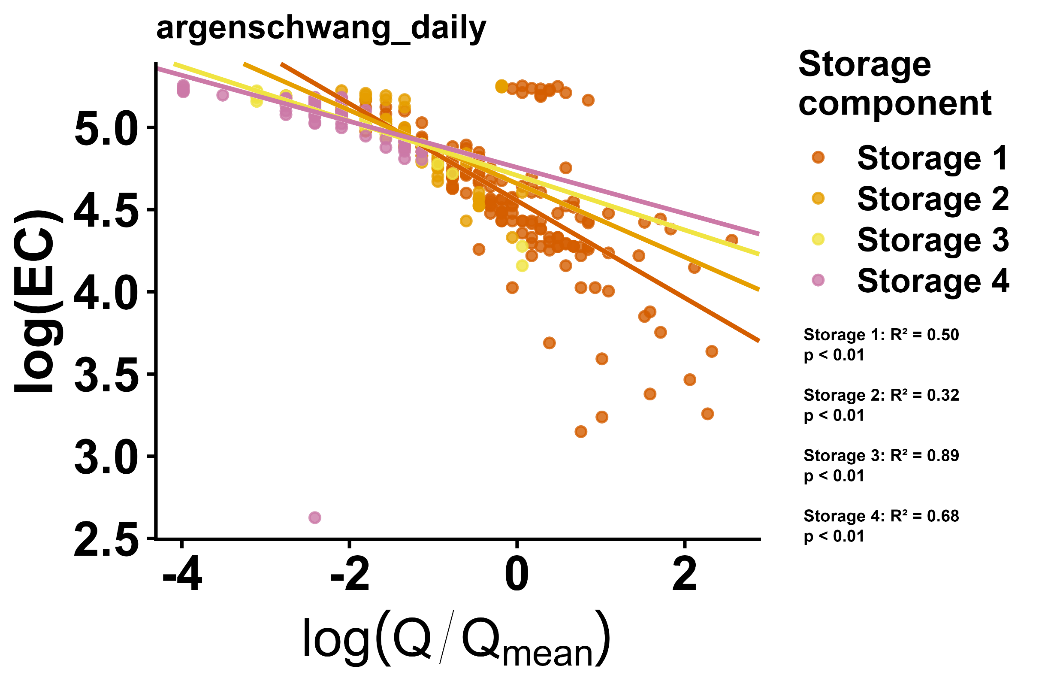 argenschwang_daily
log(EC)
5.0
4.5
4.0
3.5
3.0
2.5
-4 -2 0 2
log(Q/Qmean)
Storage
component
Storage 1
Storage 2
Storage 3
Storage 4
Storage 1: R² = 0.50
p < 0.01
Storage 2: R² = 0.32
p < 0.01
Storage 3: R² = 0.89
p < 0.01
Storage 4: R² = 0.68
p < 0.01